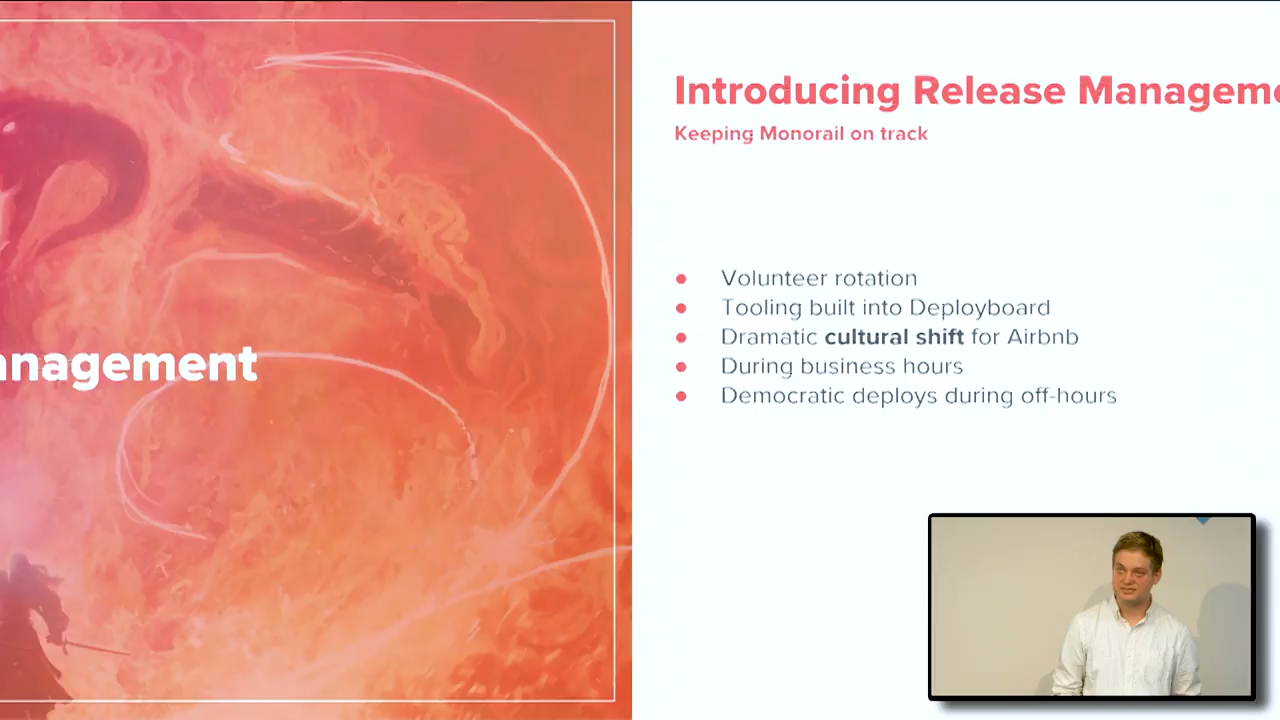 anagement
Introducing Release Manageme
Keeping Monorail on track
Volunteer rotation
Tooling built into Deployboard
Dramatic cultural shift for Airbnb
During business hours
Democratic deploys during off-hours